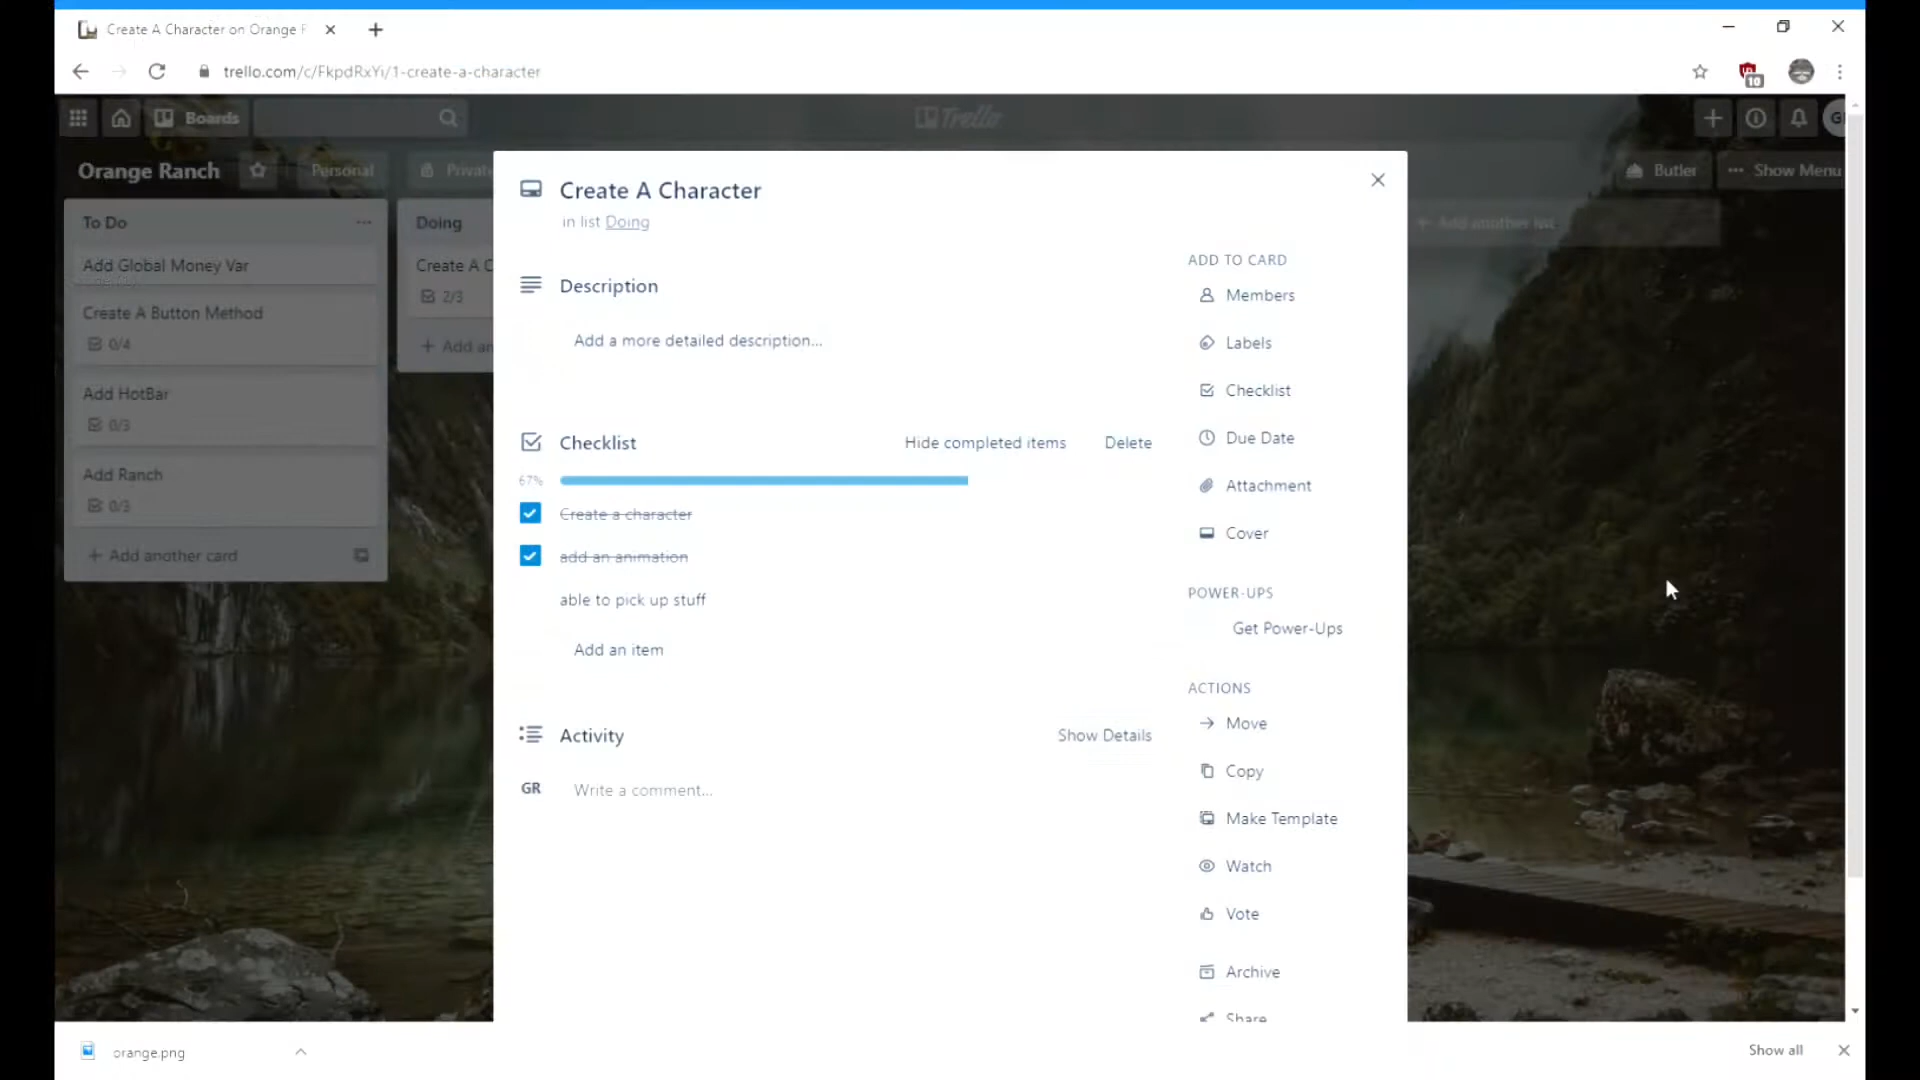 Create A Character on Orange
trello.com/c/FkpdRxYi/1-create-a-character
10
Boards
Trello
Orange Ranch
Personal
Butler
Show Menu
To Do
Add Global Money Var
Create A Button Method
0/4
Add HotBar
0/3
Add Ranch
0/3
+ Add another card
Doing
Create A C
2/3
+ Add an
+ Add another list
Create A Character
in list Doing
Description
Add a more detailed description...
Checklist
Hide completed items
Delete
67%
Create a character
add an animation
able to pick up stuff
Add an item
Activity
Show Details
GR
Write a comment...
ADD TO CARD
Members
Labels
Checklist
Due Date
Attachment
Cover
POWER-UPS
Get Power-Ups
ACTIONS
Move
Copy
Make Template
Watch
Vote
Archive
Share
orange.png
Show all